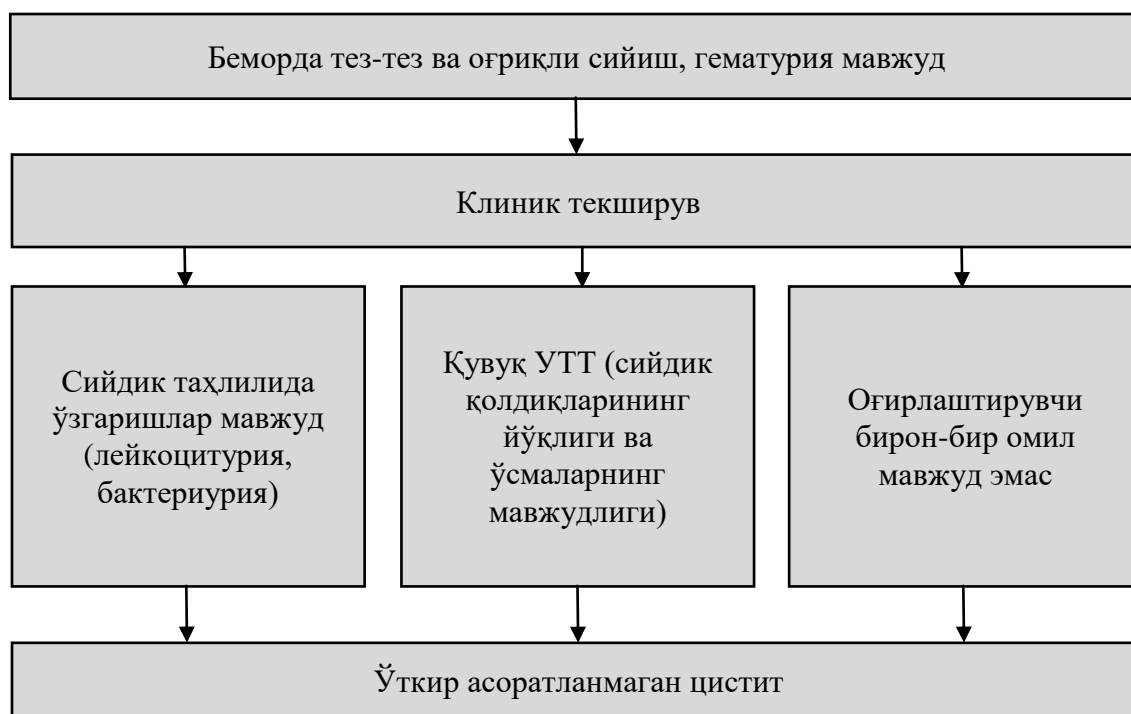 Беморда тез-тез ва оғриқли сийиш, гематурия мавжуд
Клиник текширув
Сийдик таҳлилида
ўзгаришлар мавжуд
(лейкоцитурия,
бактериурия)
Қувуқ УТТ (сийдик
қолдиқларининг
йўқлиги ва
ўсмаларнинг
мавжудлиги)
Оғирлаштирувчи
бирон-бир омил
мавжуд эмас
Ўткир асоратланмаган цистит